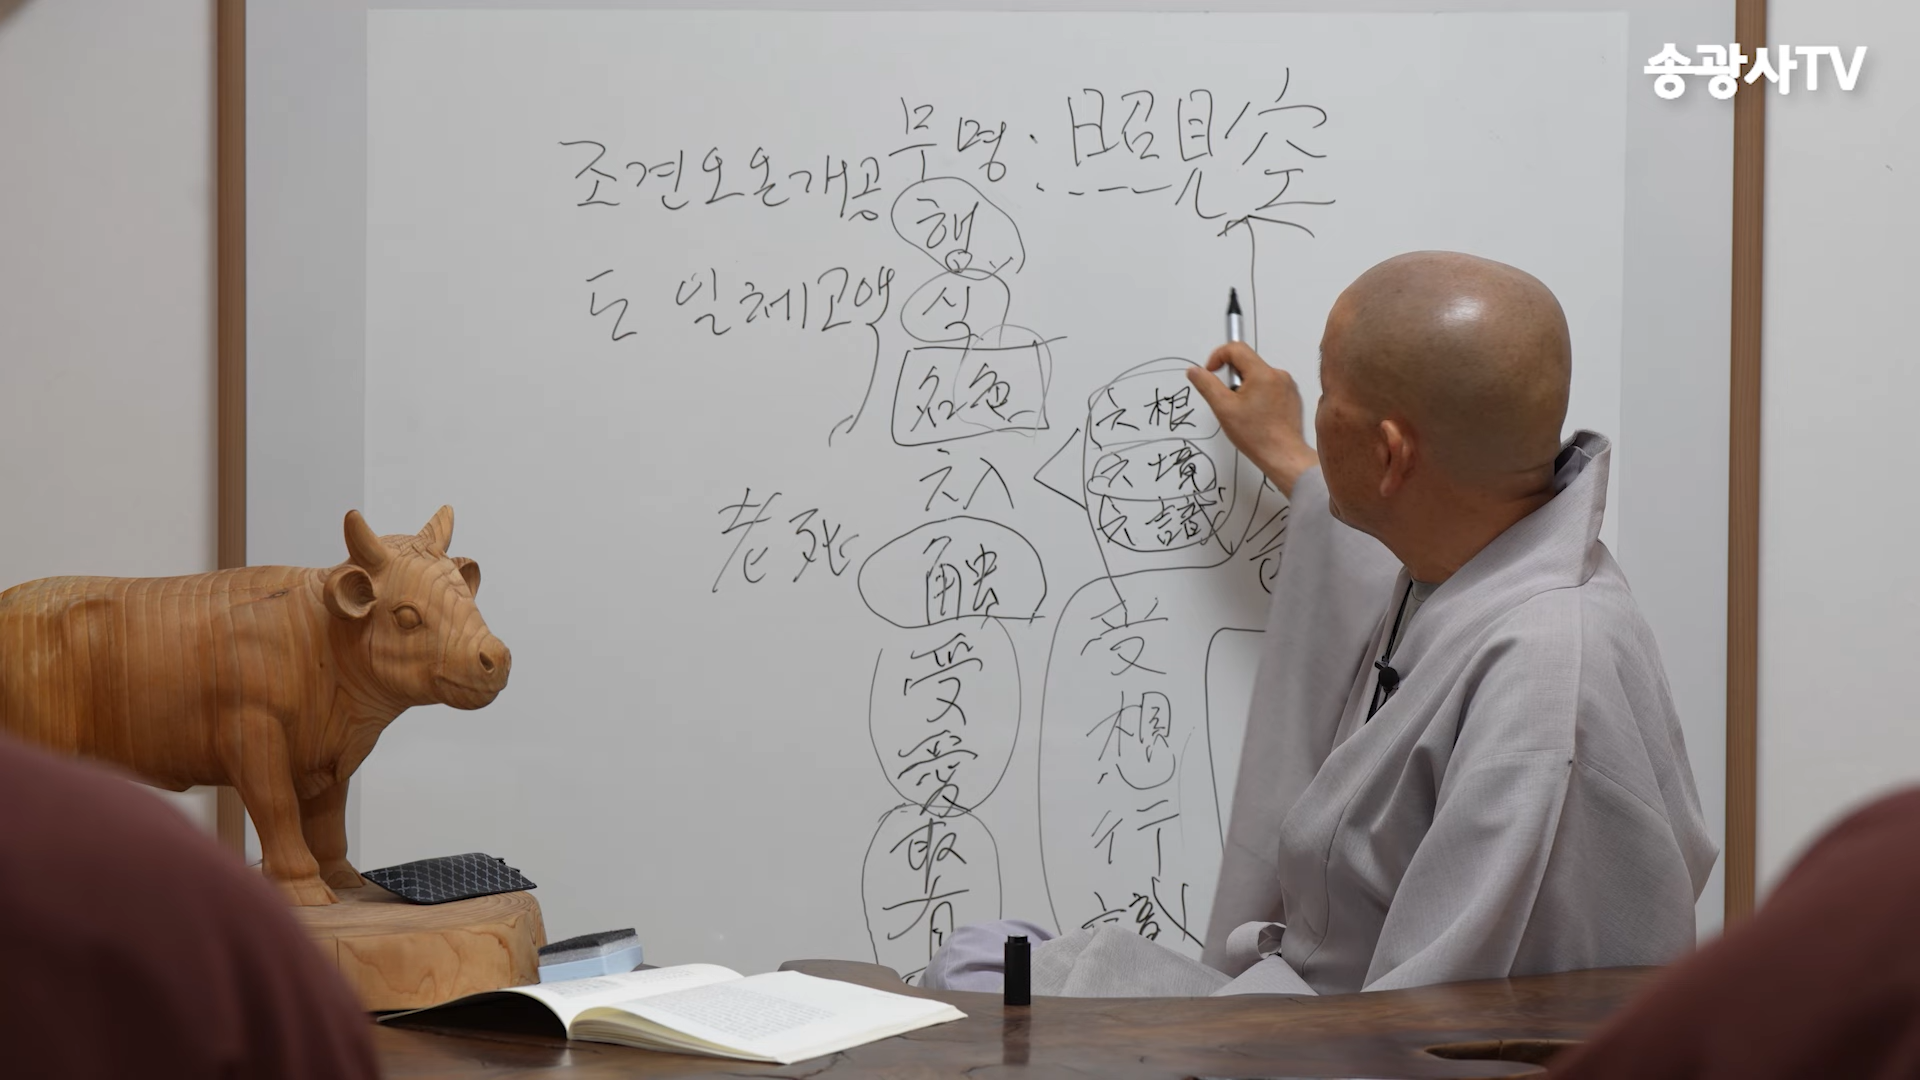 송광사TV
무명: 照見空
조견오온개공
행
도 일체고액
식
名色
六根
六入
六境
六識
老死
触
受
愛
取
有
受
想
行
識